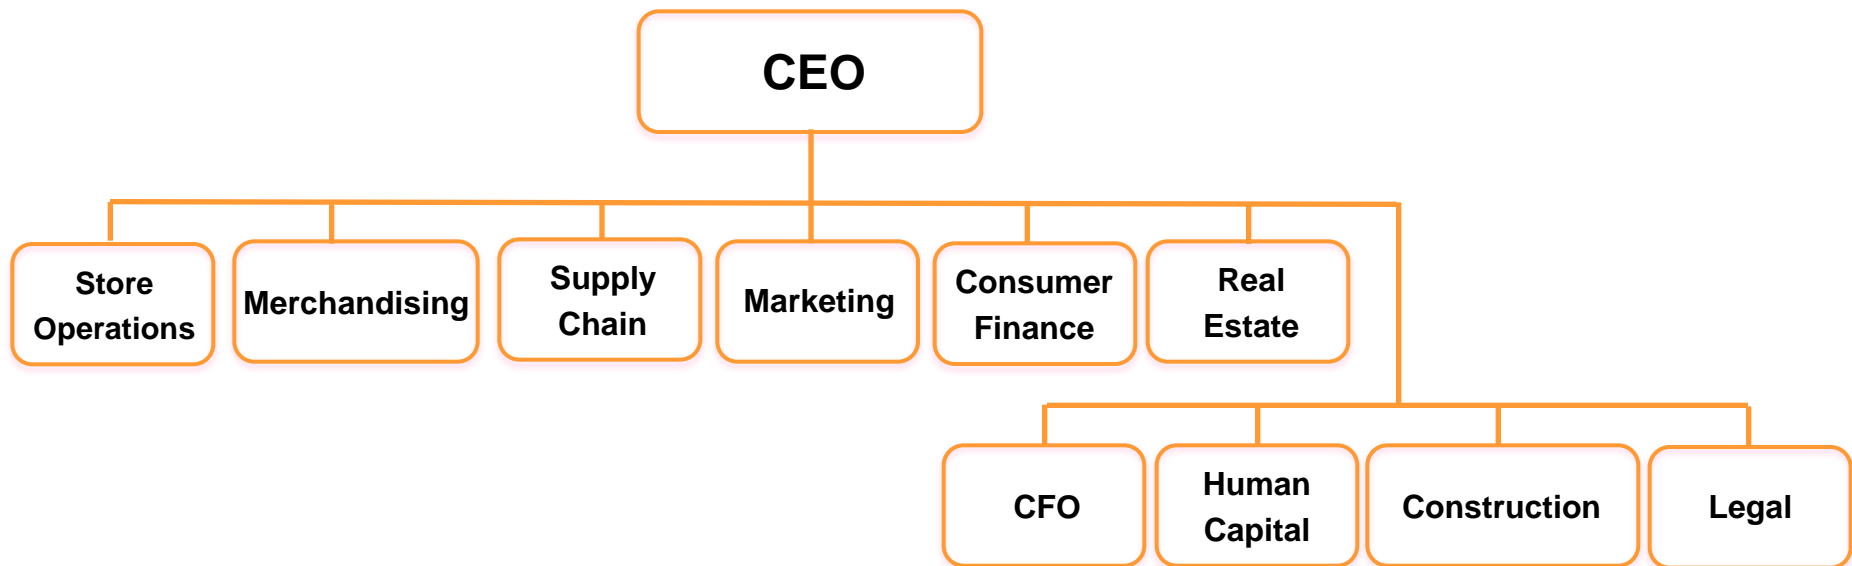 CEO
Store
Operations
Merchandising
Supply
Chain
Marketing
Consumer
Finance
Real
Estate
CFO
Human
Capital
Construction
Legal